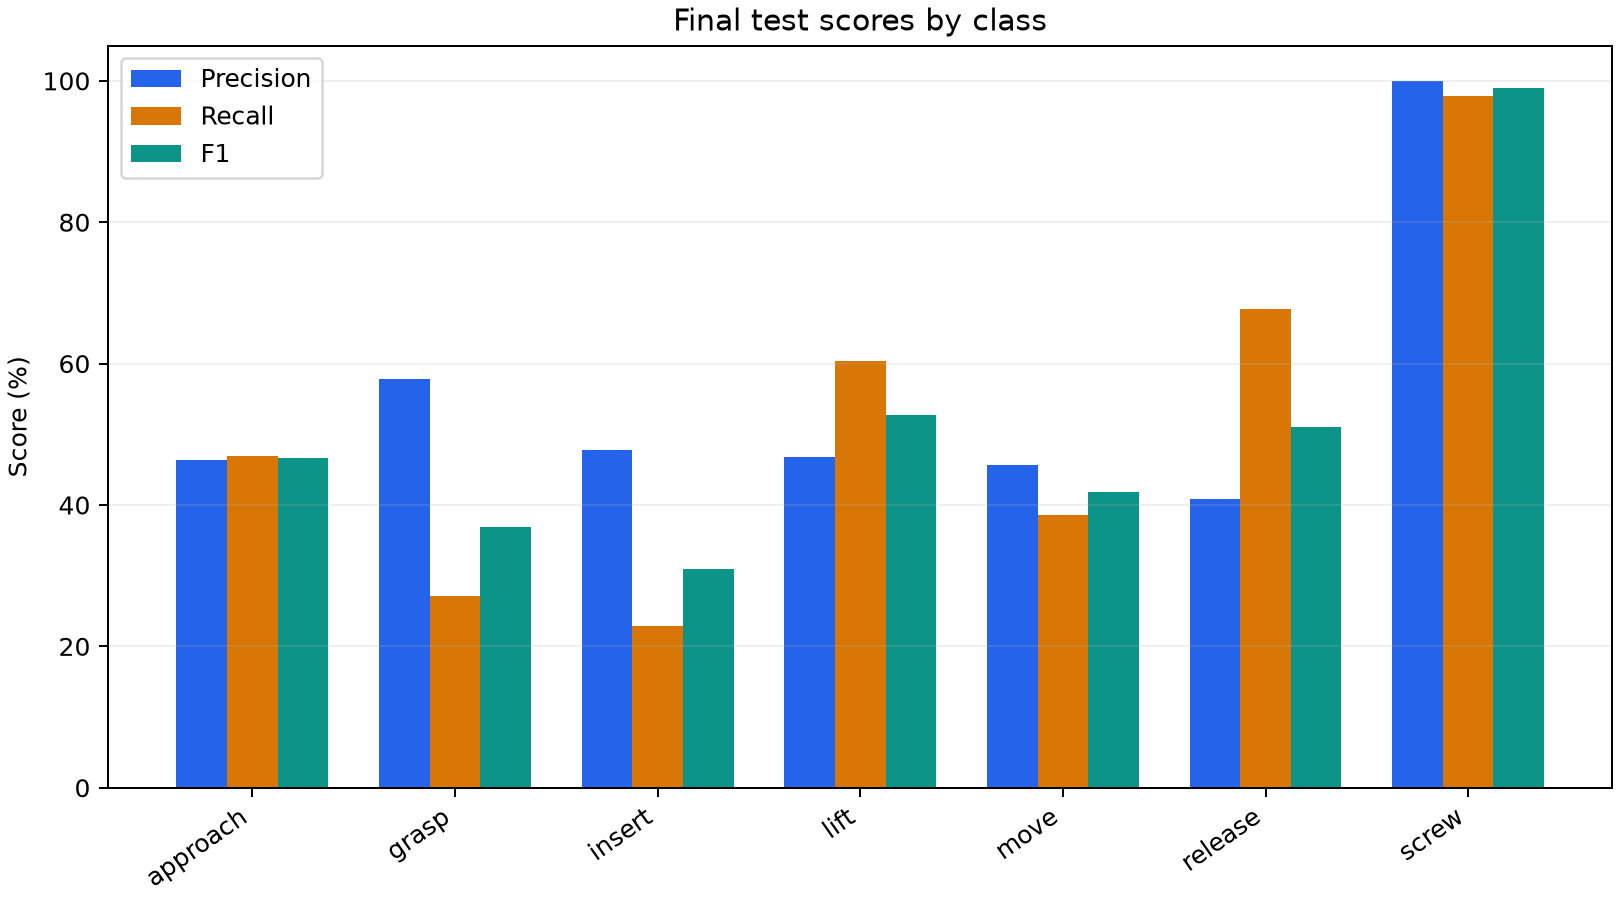 Final test scores by class
Precision
Recall
F1
Score (%)
100
80
60
40
20
0
approach
grasp
insert
lift
move
release
screw